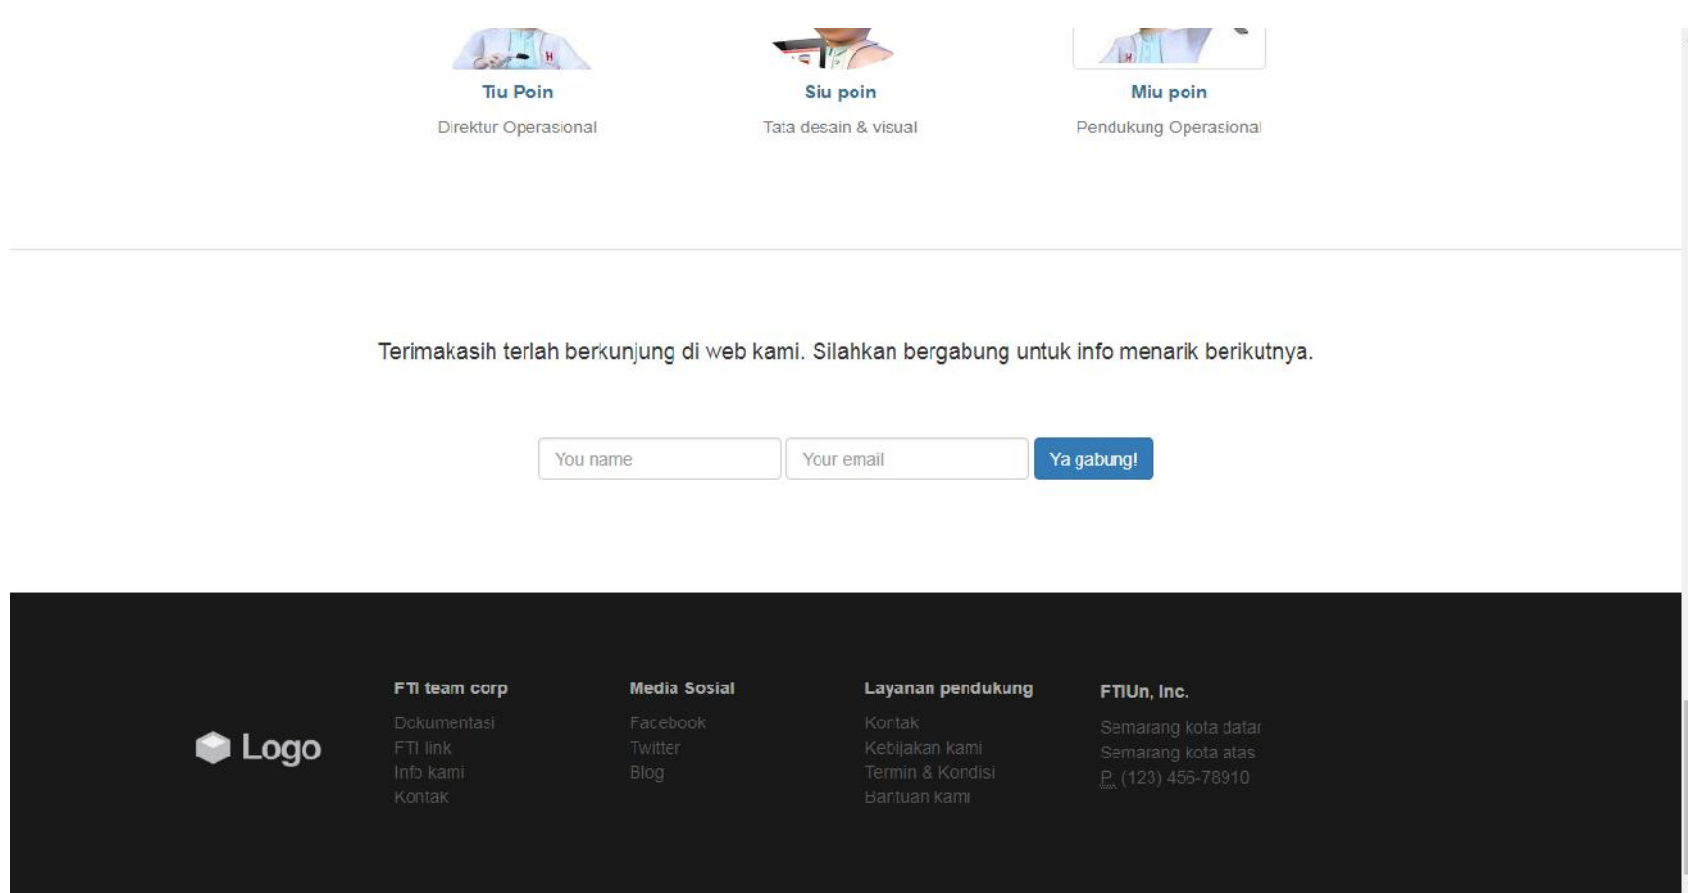 H
H
Tiu Poin
Siu poin
Miu poin
Direktur Operasional
Tata desain & visual
Pendukung Operasional
Terimakasih terlah berkunjung di web kami. Silahkan bergabung untuk info menarik berikutnya.
You name
Your email
Ya gabung!
Logo
FTI team corp
Dokumentasi
FTI link
Info kami
Kontak
Media Sosial
Facebook
Twitter
Blog
Layanan pendukung
Kontak
Kebijakan kami
Termin & Kondisi
Bantuan kami
FTIUn, Inc.
Semarang kota datar
Semarang kota atas
P. (123) 456-78910